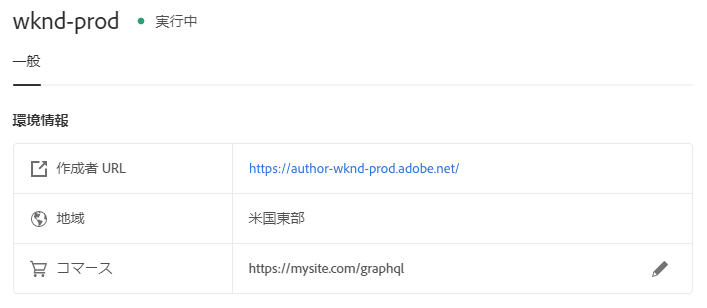 wknd-prod 実行中
一般
環境情報
作成者 URL https://author-wknd-prod.adobe.net/
地域 米国東部
コマース https://mysite.com/graphql